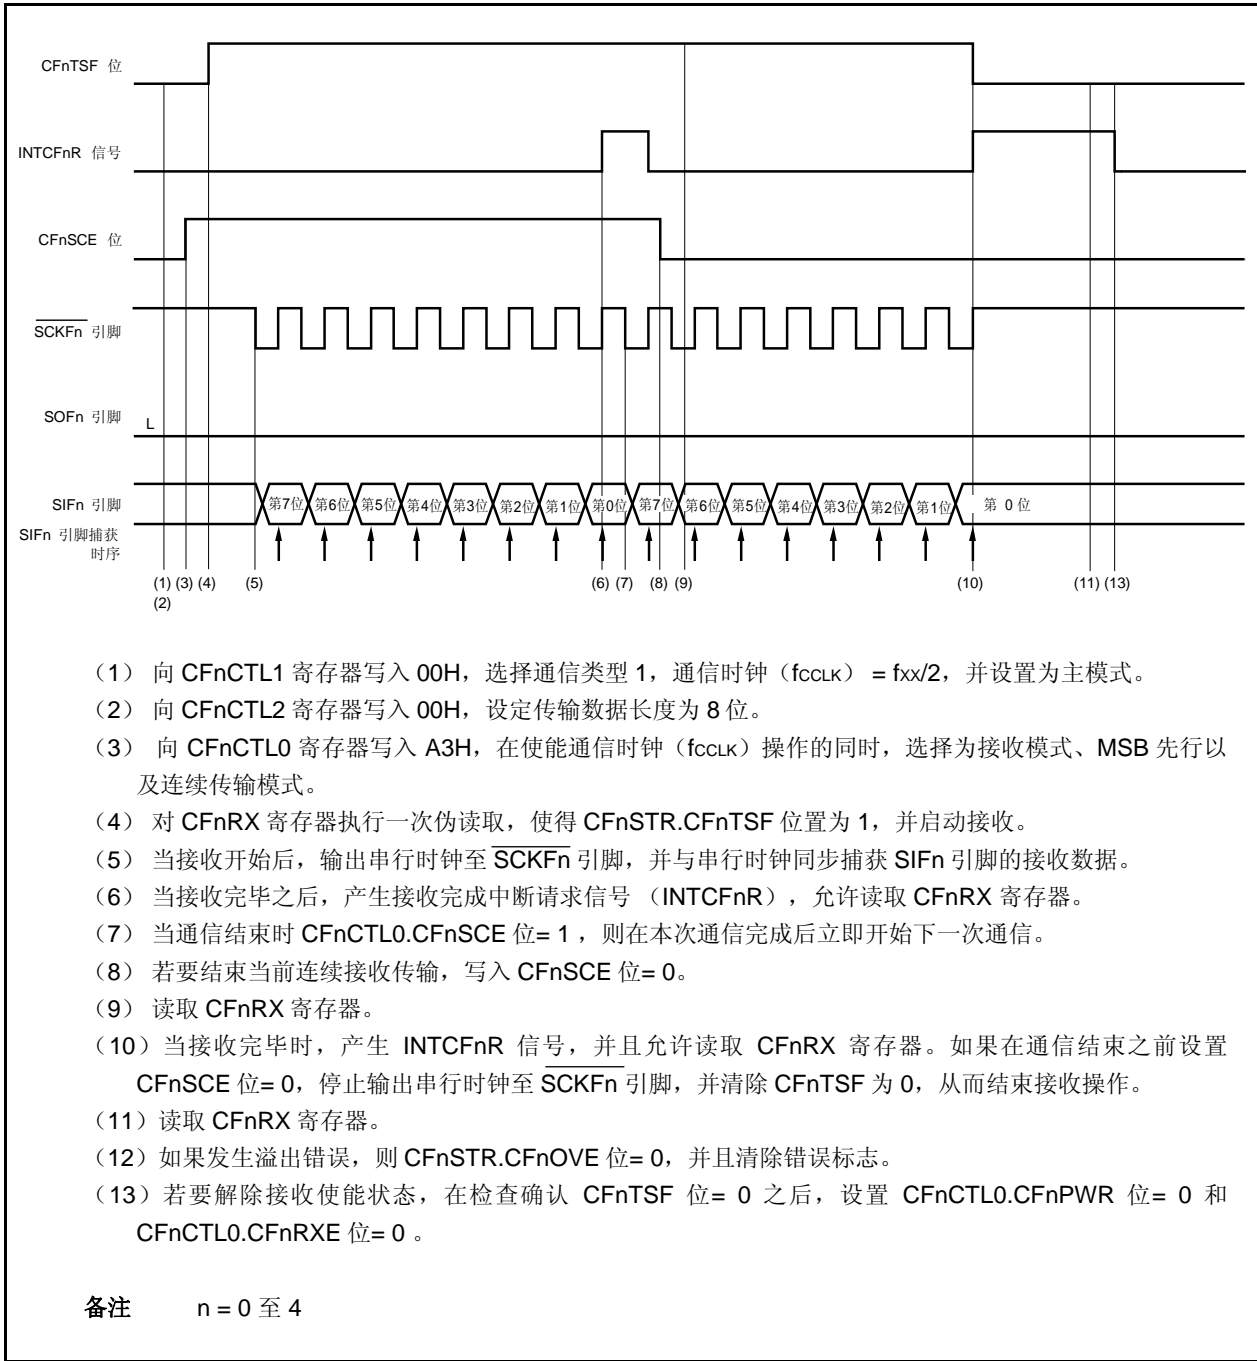 CFnTSF 位
INTCFnR 信号
CFnSCE 位
SCKFn 引脚
SOFn 引脚
L
SIFn 引脚
第7位 第6位 第5位 第4位 第3位 第2位 第1位 第0位 第7位 第6位 第5位 第4位 第3位 第2位 第1位 第 0 位
SIFn 引脚捕获
时序
(1) (3) (4) (5) (6) (7) (8) (9) (10) (11) (13)
(2)
（1） 向 CFnCTL1 寄存器写入 00H，选择通信类型 1，通信时钟（fCCLK） = fXX/2，并设置为主模式。
（2） 向 CFnCTL2 寄存器写入 00H，设定传输数据长度为 8 位。
（3） 向 CFnCTL0 寄存器写入 A3H，在使能通信时钟（fCCLK）操作的同时，选择为接收模式、MSB 先行以
及连续传输模式。
（4） 对 CFnRX 寄存器执行一次伪读取，使得 CFnSTR.CFnTSF 位置为 1，并启动接收。
（5） 当接收开始后，输出串行时钟至 SCKFn 引脚，并与串行时钟同步捕获 SIFn 引脚的接收数据。
（6） 当接收完毕之后，产生接收完成中断请求信号 （INTCFnR），允许读取 CFnRX 寄存器。
（7） 当通信结束时 CFnCTL0.CFnSCE 位= 1 ，则在本次通信完成后立即开始下一次通信。
（8） 若要结束当前连续接收传输，写入 CFnSCE 位= 0。
（9） 读取 CFnRX 寄存器。
（10）当接收完毕时，产生 INTCFnR 信号，并且允许读取 CFnRX 寄存器。如果在通信结束之前设置
CFnSCE 位= 0，停止输出串行时钟至 SCKFn 引脚，并清除 CFnTSF 为 0，从而结束接收操作。
（11）读取 CFnRX 寄存器。
（12）如果发生溢出错误，则 CFnSTR.CFnOVE 位= 0，并且清除错误标志。
（13）若要解除接收使能状态，在检查确认 CFnTSF 位= 0 之后，设置 CFnCTL0.CFnPWR 位= 0 和
CFnCTL0.CFnRXE 位= 0 。
备注 n = 0 至 4